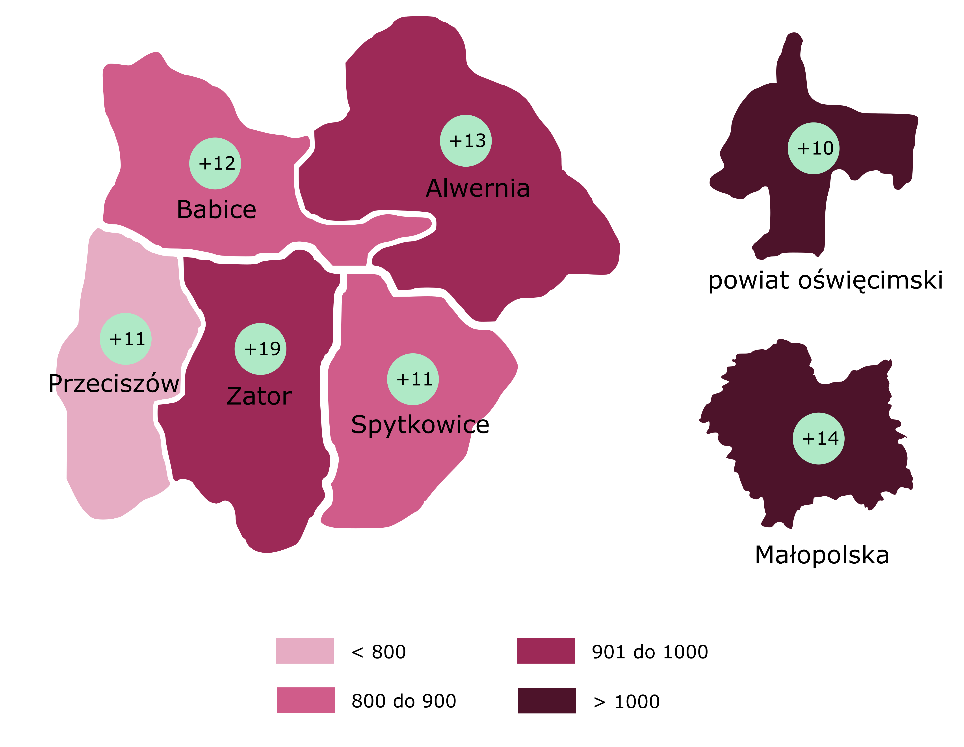 +12
Babice
+13
Alwernia
+10
powiat oświęcimski
+11
Przeciszów
+19
Zator
+11
Spytkowice
+14
Małopolska
< 800
901 do 1000
800 do 900
> 1000